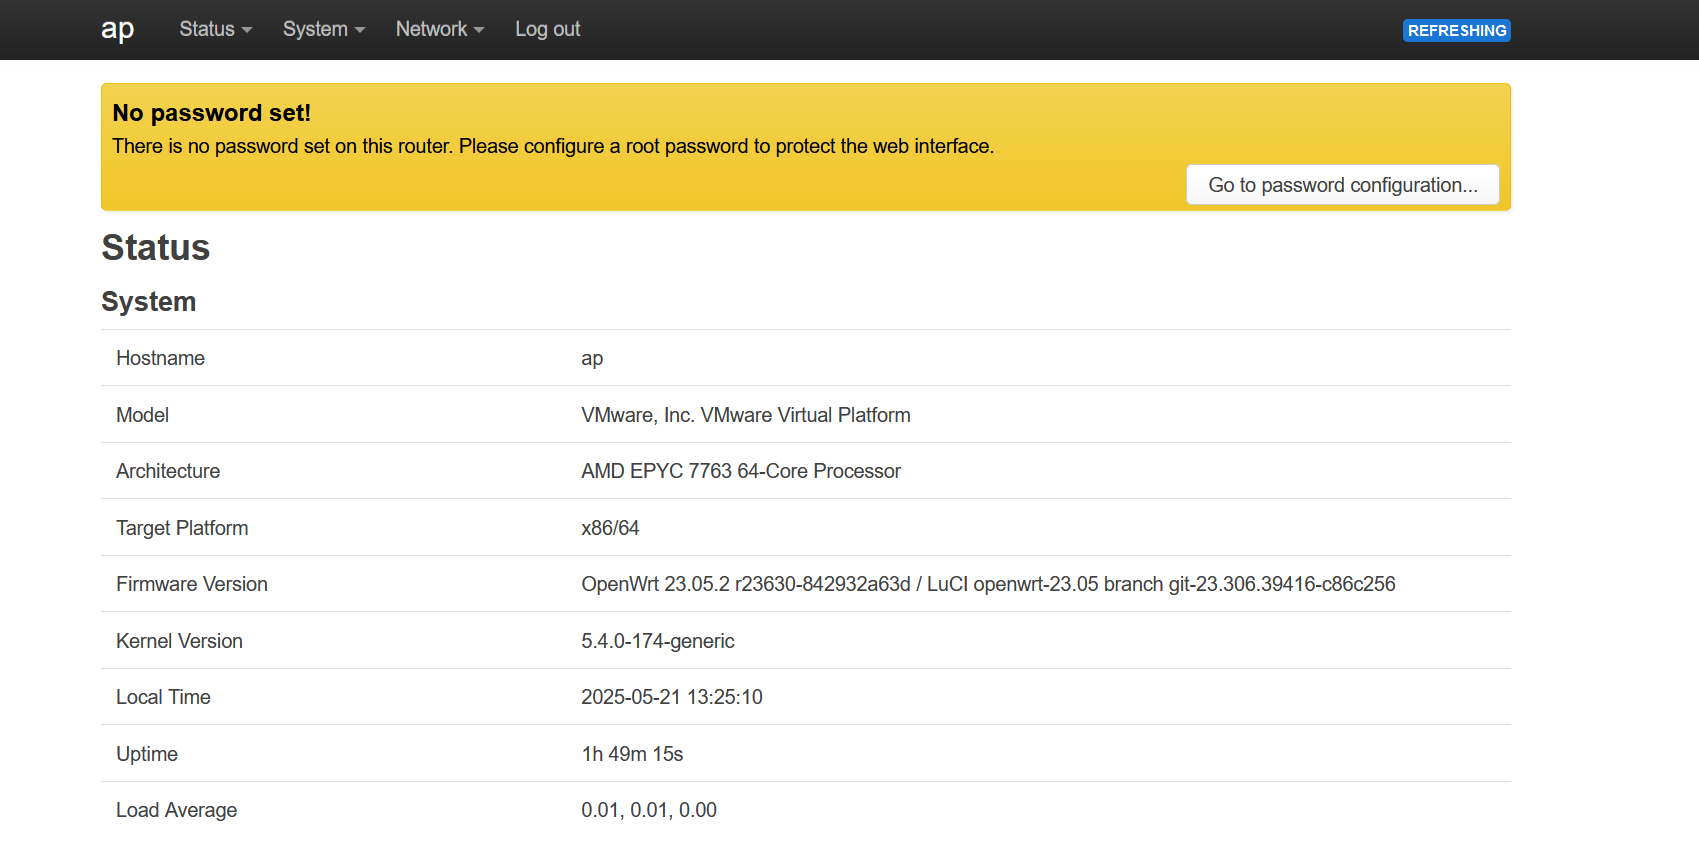 ap Status System Network Log out REFRESHING
No password set!
There is no password set on this router. Please configure a root password to protect the web interface.
Go to password configuration...
Status
System
Hostname ap
Model VMware, Inc. VMware Virtual Platform
Architecture AMD EPYC 7763 64-Core Processor
Target Platform x86/64
Firmware Version OpenWrt 23.05.2 r23630-842932a63d / LuCI openwrt-23.05 branch git-23.306.39416-c86c256
Kernel Version 5.4.0-174-generic
Local Time 2025-05-21 13:25:10
Uptime 1h 49m 15s
Load Average 0.01, 0.01, 0.00